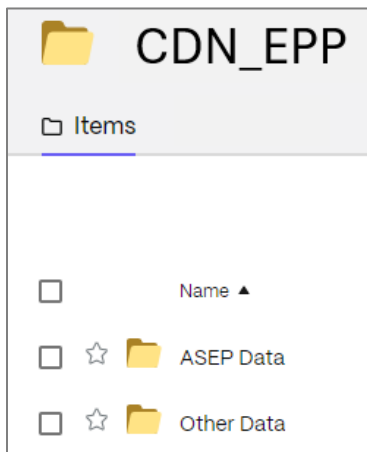 CDN_EPP
Items
Name ▲
ASEP Data
Other Data